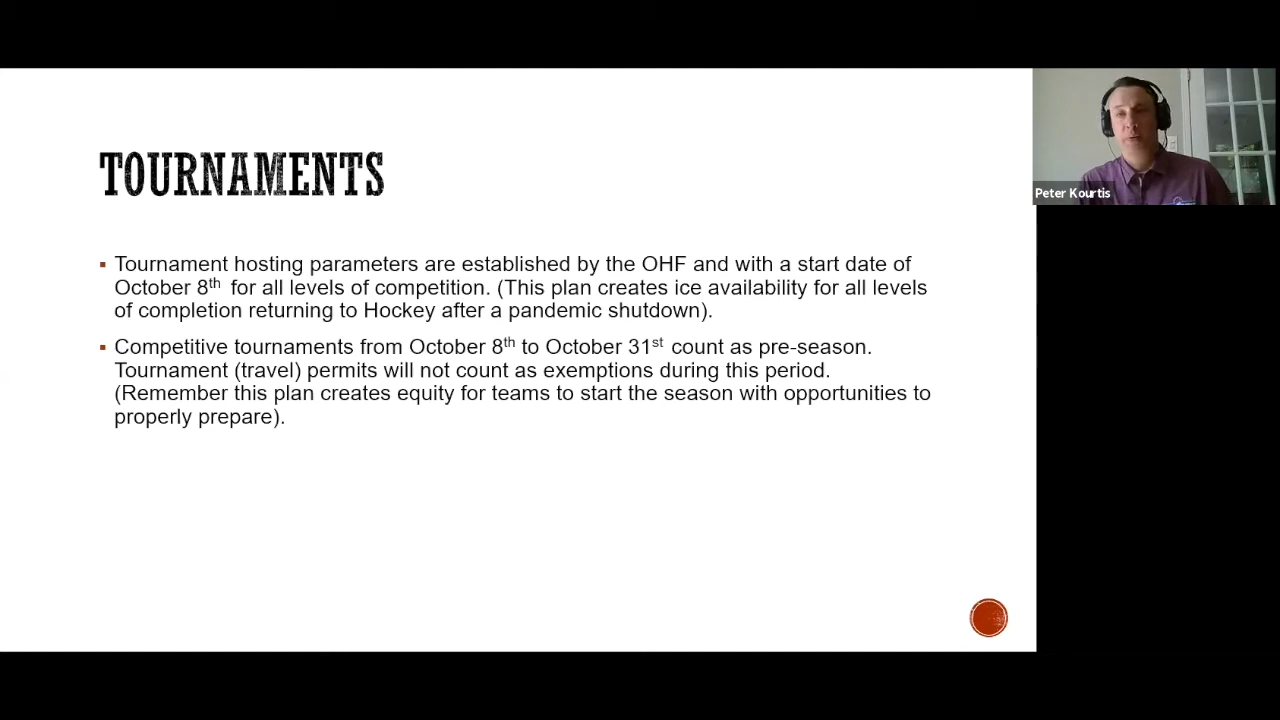 TOURNAMENTS
Peter Kourtis
▪ Tournament hosting parameters are established by the OHF and with a start date of
October 8th for all levels of competition. (This plan creates ice availability for all levels
of completion returning to Hockey after a pandemic shutdown).
▪ Competitive tournaments from October 8th to October 31st count as pre-season.
Tournament (travel) permits will not count as exemptions during this period.
(Remember this plan creates equity for teams to start the season with opportunities to
properly prepare).